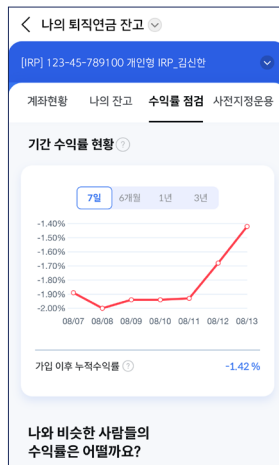 나의 퇴직연금 잔고
[IRP] 123-45-789100 개인형 IRP_김신한
계좌현황 나의 잔고 수익률 점검 사전지정운용
기간 수익률 현황 ?
7일 6개월 1년 3년
-1.40%
-1.50%
-1.60%
-1.70%
-1.80%
-1.90%
-2.00%
08/07 08/08 08/09 08/10 08/11 08/12 08/13
가입 이후 누적수익률 ? -1.42 %
나와 비슷한 사람들의
수익률은 어떨까요?